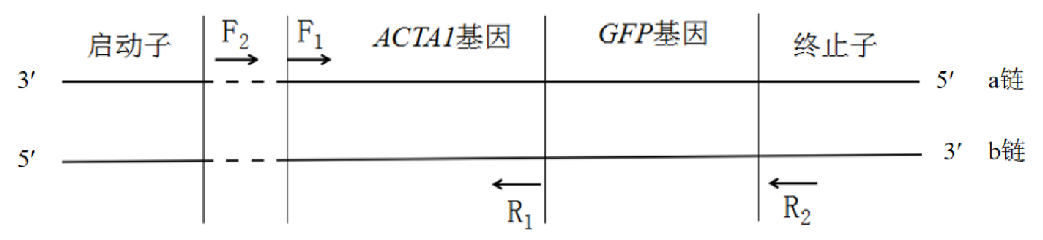 启动子 F₂ F₁ ACTA1基因 GFP基因 终止子
3′ 5′ a链
5′ 3′ b链
R₁ R₂